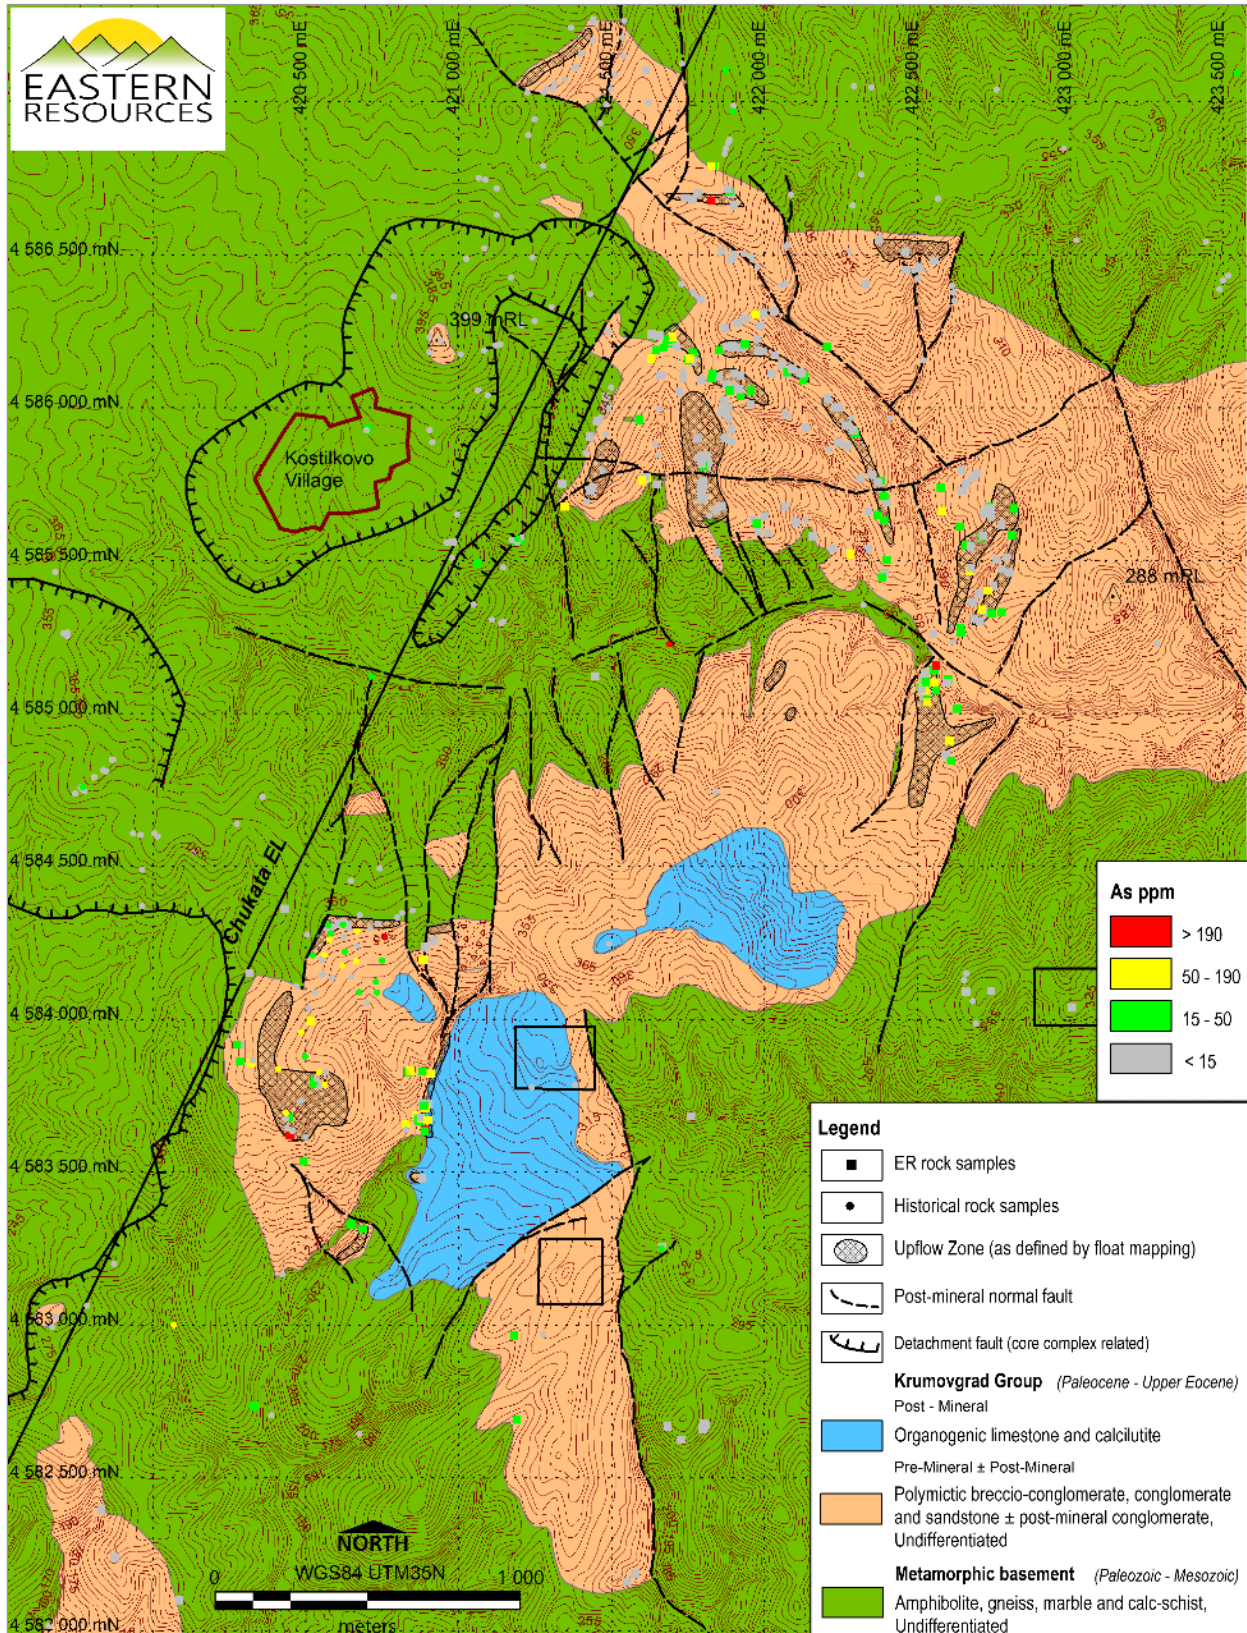 EASTERN
RESOURCES
420 500 mE
421 000 mE
421 500 mE
422 000 mE
422 500 mE
423 000 mE
423 500 mE
4 586 500 mN
399 mRL
4 586 000 mN
Kostilkovo
Village
4 585 500 mN
288 mRL
4 585 000 mN
Chukata EL
4 584 500 mN
4 584 000 mN
4 583 500 mN
4 583 000 mN
4 582 500 mN
4 582 000 mN
NORTH
WGS84 UTM35N
0
1 000
meters
As ppm
> 190
50 - 190
15 - 50
< 15
Legend
ER rock samples
Historical rock samples
Upflow Zone (as defined by float mapping)
Post-mineral normal fault
Detachment fault (core complex related)
Krumovgrad Group (Paleocene - Upper Eocene)
Post - Mineral
Organogenic limestone and calcilutite
Pre-Mineral ± Post-Mineral
Polymictic breccio-conglomerate, conglomerate
and sandstone ± post-mineral conglomerate,
Undifferentiated
Metamorphic basement (Paleozoic - Mesozoic)
Amphibolite, gneiss, marble and calc-schist,
Undifferentiated